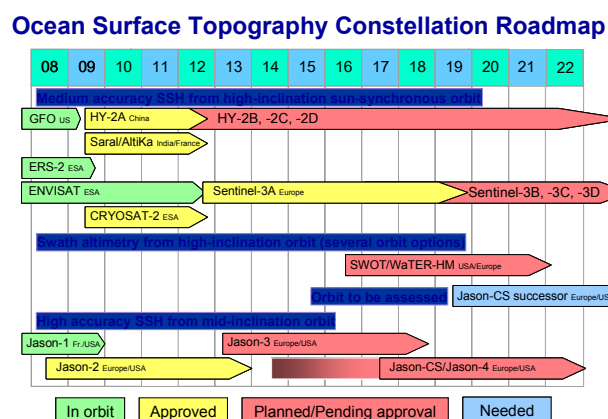 Ocean Surface Topography Constellation Roadmap
08 09 10 11 12 13 14 15 16 17 18 19 20 21 22
Medium accuracy SSH from high-inclination sun-synchronous orbit
GFO US HY-2A China HY-2B, -2C, -2D
Saral/AltiKa India/France
ERS-2 ESA
ENVISAT ESA Sentinel-3A Europe Sentinel-3B, -3C, -3D
CRYOSAT-2 ESA
Swath altimetry from high-inclination orbit (several orbit options)
SWOT/WaTER-HM USA/Europe
Orbit to be assessed Jason-CS successor Europe/US
High accuracy SSH from mid-inclination orbit
Jason-1 Fr./USA Jason-3 Europe/USA
Jason-2 Europe/USA Jason-CS/Jason-4 Europe/USA
In orbit Approved Planned/Pending approval Needed